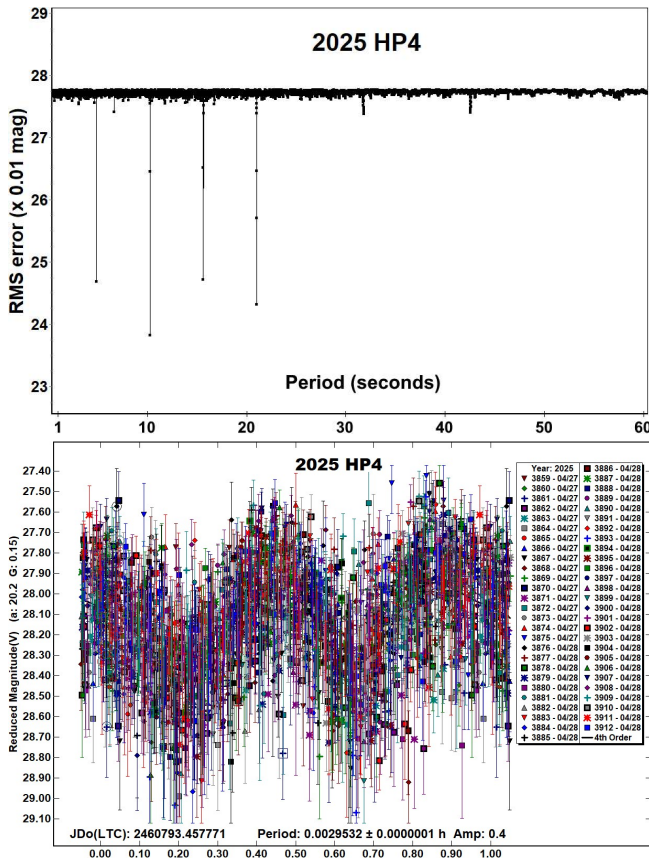 2025 HP4
RMS error (x 0.01 mag)
29
28
27
26
25
24
23
Period (seconds)
1 10 20 30 40 50 60
2025 HP4
Reduced Magnitude(V) (a: 20.2 G: 0.15)
27.40
27.50
27.60
27.70
27.80
27.90
28.00
28.10
28.20
28.30
28.40
28.50
28.60
28.70
28.80
28.90
29.00
29.10
Year: 2025
3859 - 04/27
3860 - 04/27
3861 - 04/27
3862 - 04/27
3863 - 04/27
3864 - 04/27
3865 - 04/27
3866 - 04/27
3867 - 04/27
3868 - 04/27
3869 - 04/27
3870 - 04/27
3871 - 04/27
3872 - 04/27
3873 - 04/27
3874 - 04/27
3875 - 04/27
3876 - 04/28
3877 - 04/28
3878 - 04/28
3879 - 04/28
3880 - 04/28
3881 - 04/28
3882 - 04/28
3883 - 04/28
3884 - 04/28
3885 - 04/28
3886 - 04/28
3887 - 04/28
3888 - 04/28
3889 - 04/28
3890 - 04/28
3891 - 04/28
3892 - 04/28
3893 - 04/28
3894 - 04/28
3895 - 04/28
3896 - 04/28
3897 - 04/28
3898 - 04/28
3899 - 04/28
3900 - 04/28
3901 - 04/28
3902 - 04/28
3903 - 04/28
3904 - 04/28
3905 - 04/28
3906 - 04/28
3907 - 04/28
3908 - 04/28
3909 - 04/28
3910 - 04/28
3911 - 04/28
3912 - 04/28
4th Order
JDo(LTC): 2460793.457771 Period: 0.0029532 ± 0.0000001 h Amp: 0.4
0.00 0.10 0.20 0.30 0.40 0.50 0.60 0.70 0.80 0.90 1.00